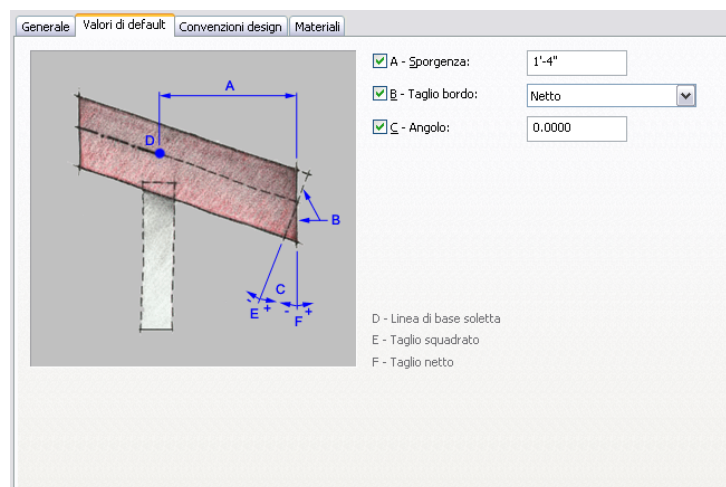 Generale Valori di default Convenzioni design Materiali
A - Sporgenza: 1'-4"
B - Taglio bordo: Netto
C - Angolo: 0.0000
A
D
B
C
- + - +
E F
D - Linea di base soletta
E - Taglio squadrato
F - Taglio netto